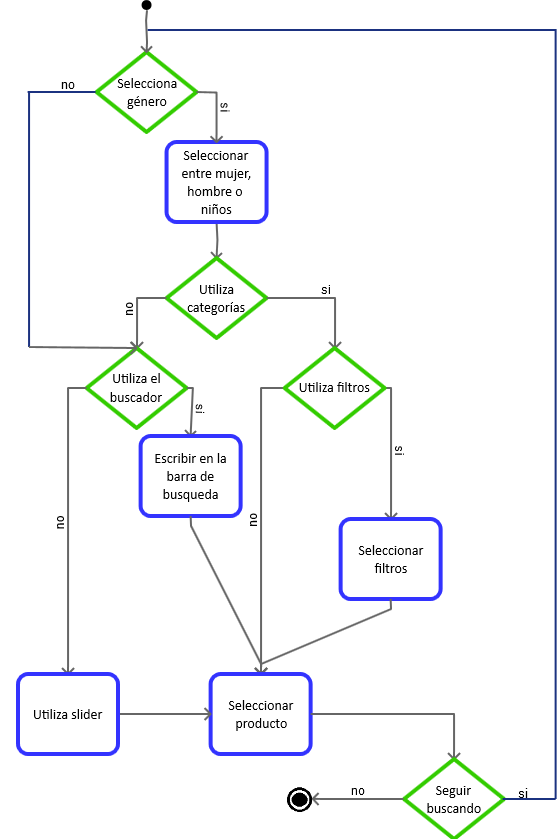 no
Selecciona
género
si
Seleccionar
entre mujer,
hombre o
niños
Utiliza
categorías
no
si
Utiliza el
buscador
Utiliza filtros
si
Escribir en la
barra de
busqueda
si
no
no
Seleccionar
filtros
Utiliza slider
Seleccionar
producto
Seguir
buscando
no
si